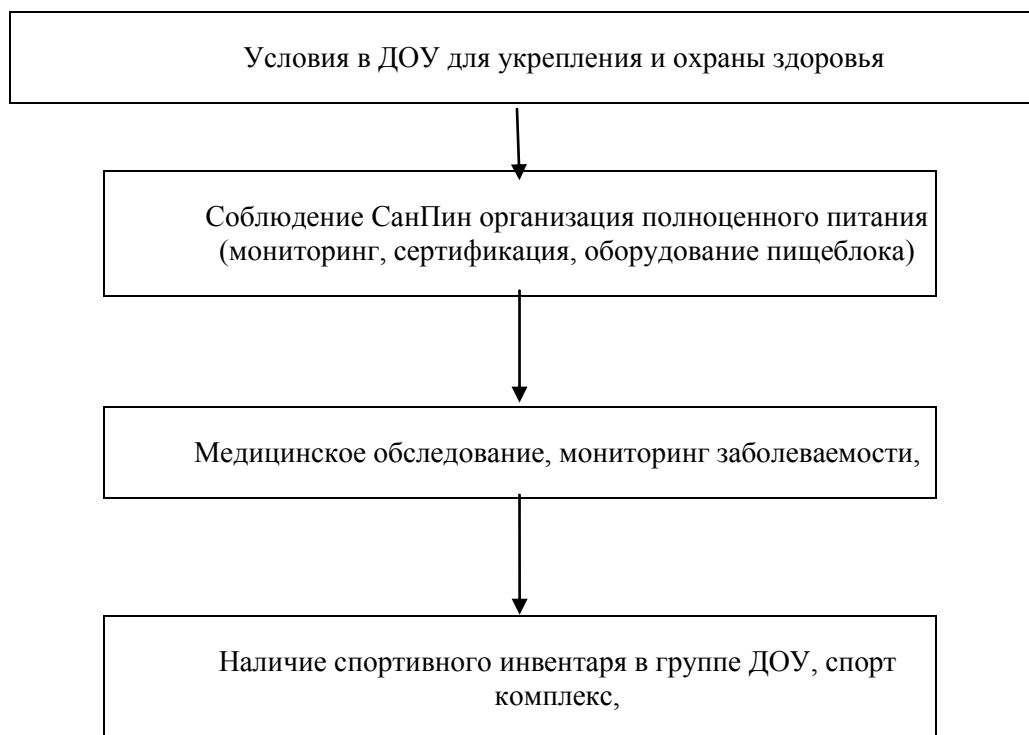 Условия в ДОУ для укрепления и охраны здоровья
Соблюдение СанПин организация полноценного питания
(мониторинг, сертификация, оборудование пищеблока)
Медицинское обследование, мониторинг заболеваемости,
Наличие спортивного инвентаря в группе ДОУ, спорт
комплекс,